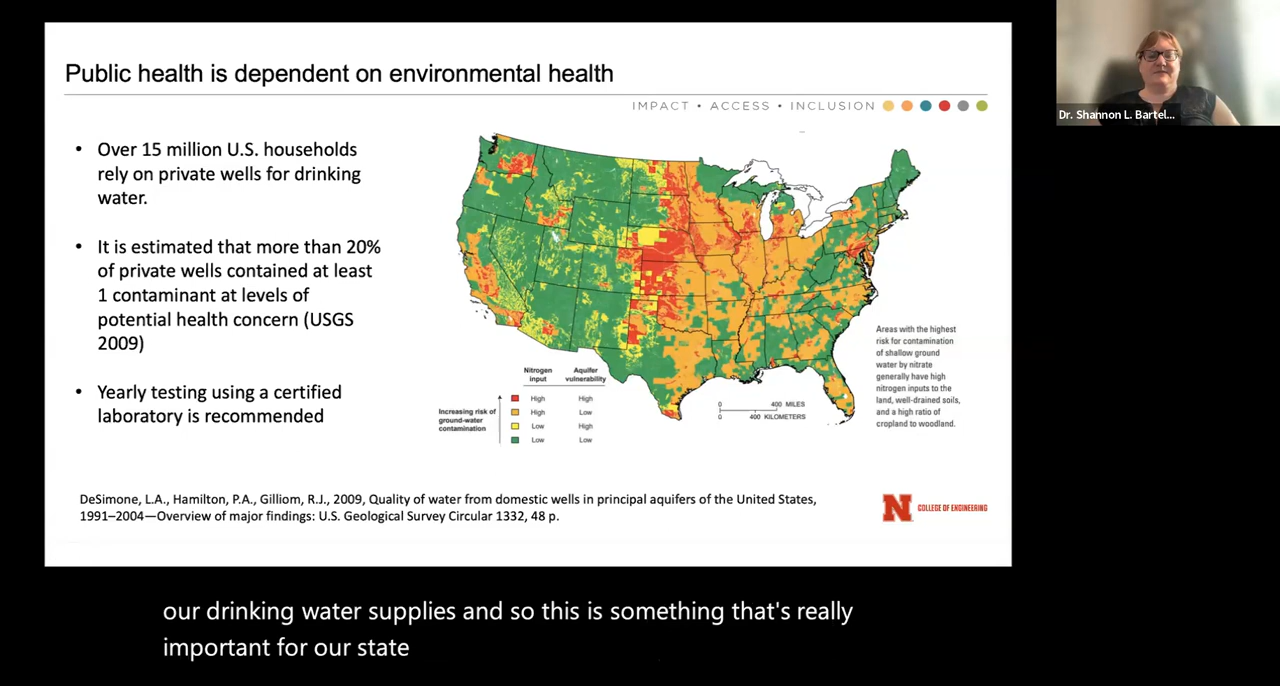 Public health is dependent on environmental health
IMPACT • ACCESS • INCLUSION
• Over 15 million U.S. households
rely on private wells for drinking
water.
• It is estimated that more than 20%
of private wells contained at least
1 contaminant at levels of
potential health concern (USGS
2009)
• Yearly testing using a certified
laboratory is recommended
Areas with the highest
risk for contamination
of shallow ground
water by nitrate
generally have high
nitrogen inputs to the
land, well-drained soils,
and a high ratio of
cropland to woodland.
Nitrogen input
Aquifer vulnerability
Increasing risk of
ground-water
contamination
High High
High Low
Low High
Low Low
0 400 MILES
0 400 KILOMETERS
DeSimone, L.A., Hamilton, P.A., Gilliom, R.J., 2009, Quality of water from domestic wells in principal aquifers of the United States,
1991–2004—Overview of major findings: U.S. Geological Survey Circular 1332, 48 p.
N COLLEGE OF ENGINEERING
Dr. Shannon L. Bartel...
our drinking water supplies and so this is something that's really
important for our state